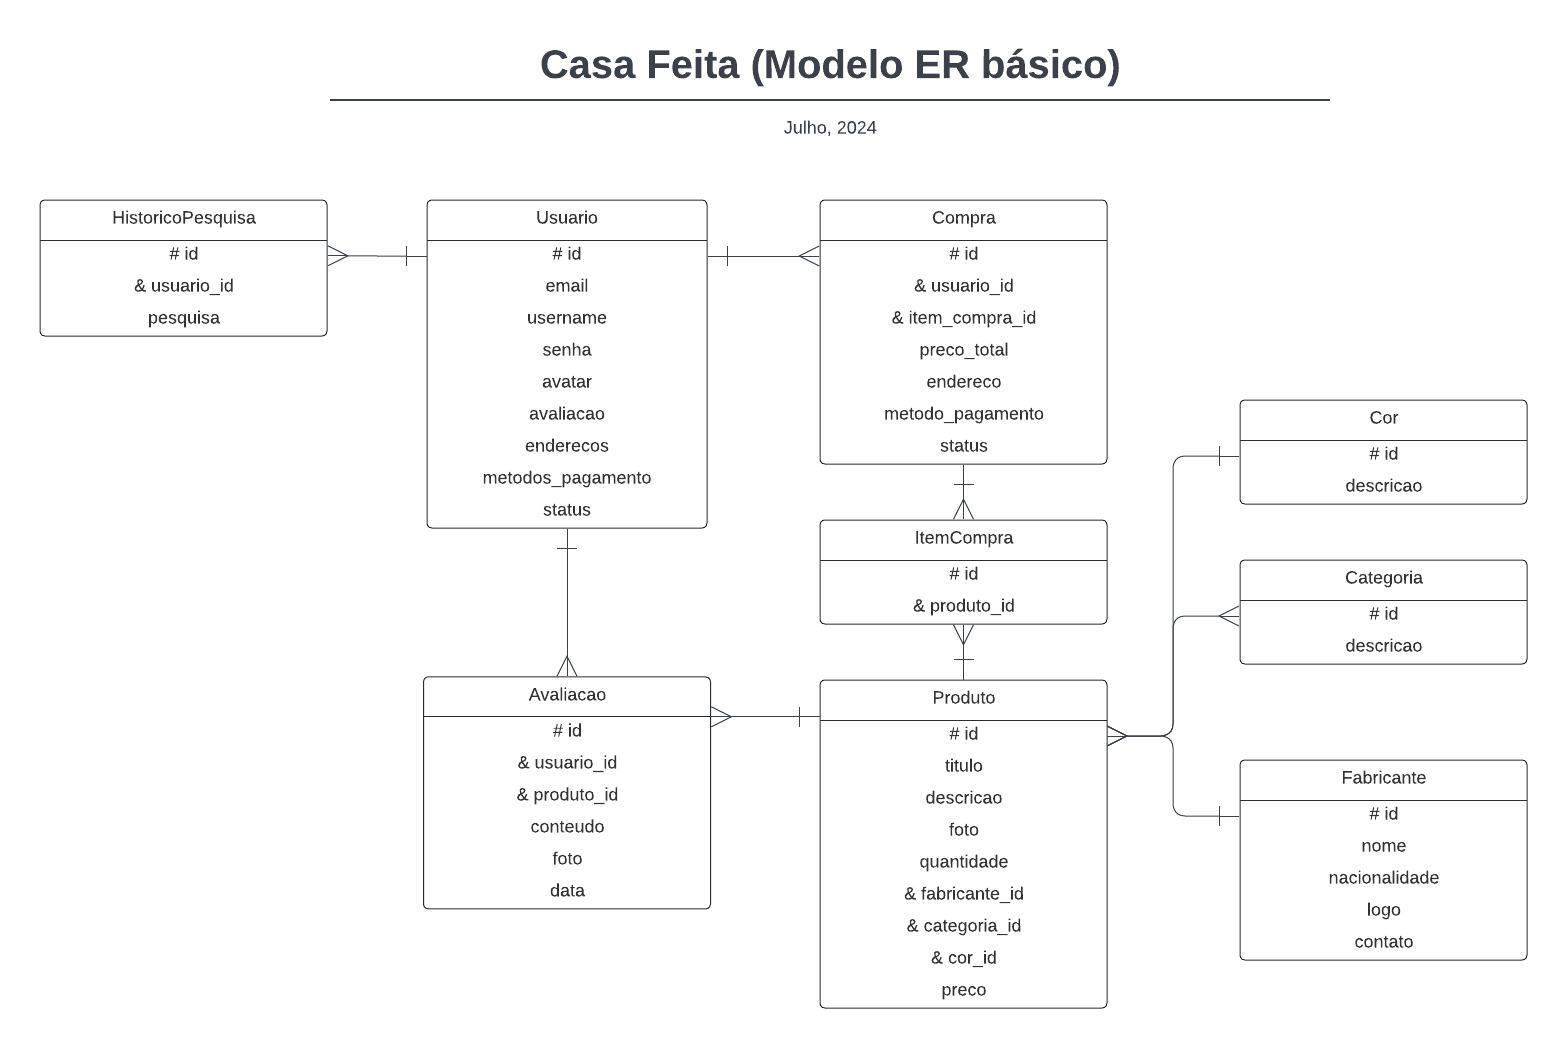 Casa Feita (Modelo ER básico)
Julho, 2024
HistoricoPesquisa
# id
& usuario_id
pesquisa
Usuario
# id
email
username
senha
avatar
avaliacao
enderecos
metodos_pagamento
status
Compra
# id
& usuario_id
& item_compra_id
preco_total
endereco
metodo_pagamento
status
ItemCompra
# id
& produto_id
Avaliacao
# id
& usuario_id
& produto_id
conteudo
foto
data
Produto
# id
titulo
descricao
foto
quantidade
& fabricante_id
& categoria_id
& cor_id
preco
Cor
# id
descricao
Categoria
# id
descricao
Fabricante
# id
nome
nacionalidade
logo
contato